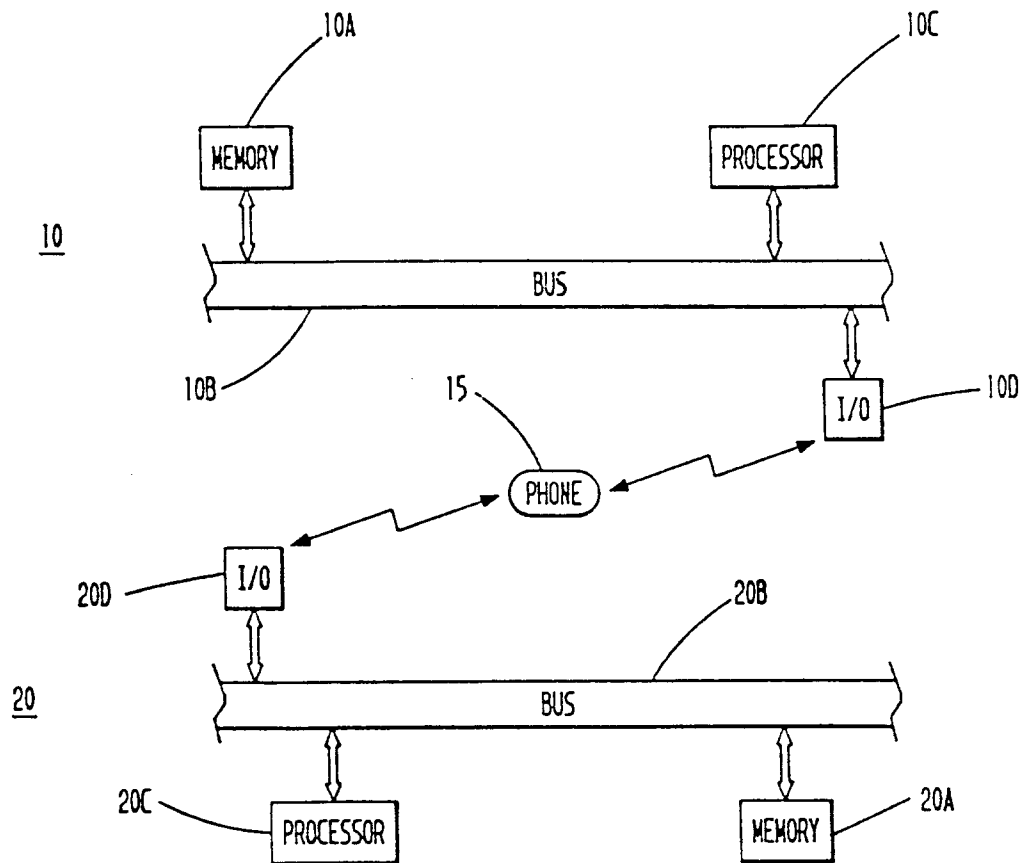 10A
10C
MEMORY
PROCESSOR
10
BUS
10B
15
I/O
10D
PHONE
20D
I/O
20B
20
BUS
20C
PROCESSOR
MEMORY
20A